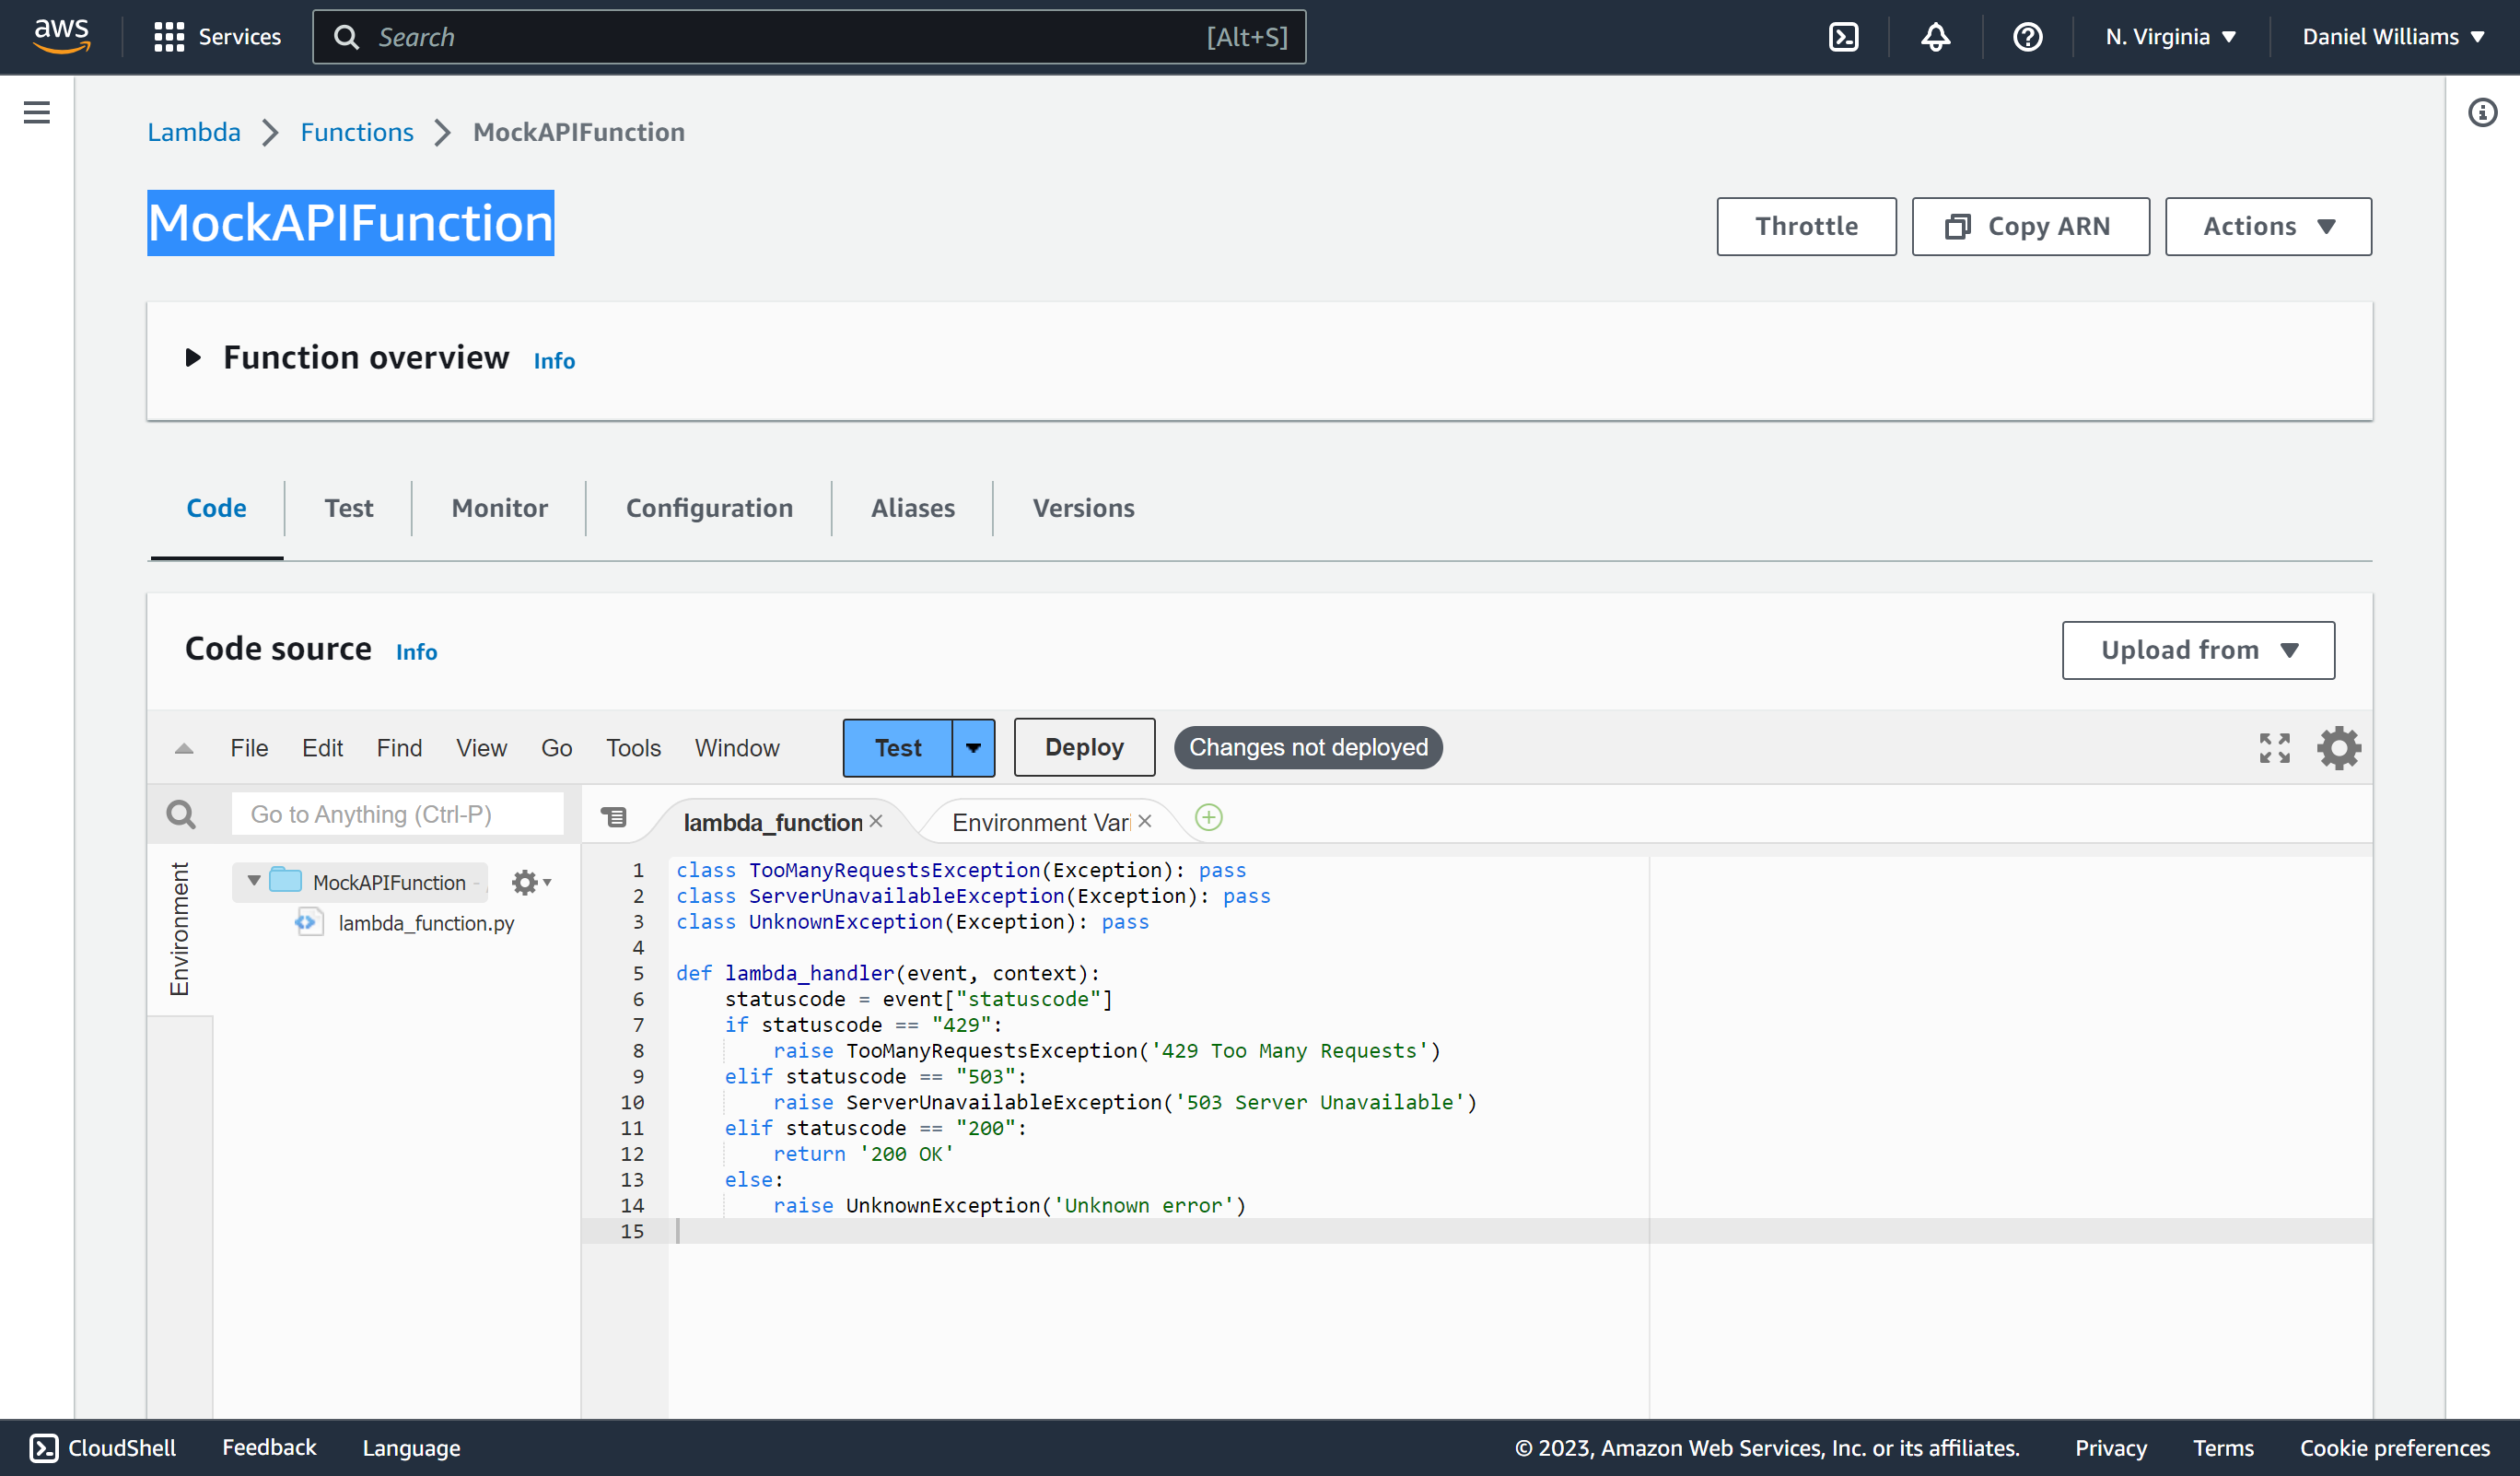 aws Services Search [Alt+S] N. Virginia Daniel Williams
Lambda Functions MockAPIFunction
MockAPIFunction Throttle Copy ARN Actions
Function overview Info
Code Test Monitor Configuration Aliases Versions
Code source Info Upload from
File Edit Find View Go Tools Window Test Deploy Changes not deployed
Go to Anything (Ctrl-P) lambda_function Environment Vari
Environment
MockAPIFunction -
lambda_function.py
1 class TooManyRequestsException(Exception): pass
2 class ServerUnavailableException(Exception): pass
3 class UnknownException(Exception): pass
4
5 def lambda_handler(event, context):
6     statuscode = event["statuscode"]
7     if statuscode == "429":
8         raise TooManyRequestsException('429 Too Many Requests')
9     elif statuscode == "503":
10         raise ServerUnavailableException('503 Server Unavailable')
11     elif statuscode == "200":
12         return '200 OK'
13     else:
14         raise UnknownException('Unknown error')
15
CloudShell Feedback Language © 2023, Amazon Web Services, Inc. or its affiliates. Privacy Terms Cookie preferences